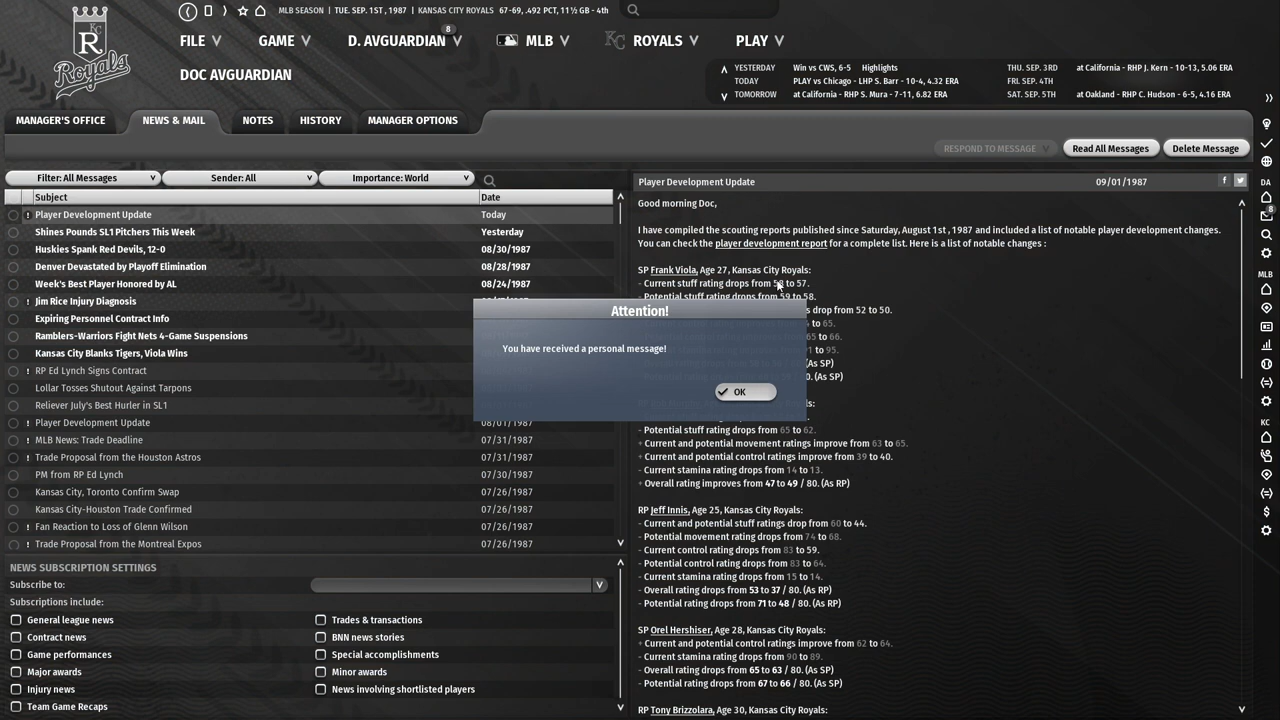 MLB SEASON | TUE. SEP. 1ST , 1987 | KANSAS CITY ROYALS 67-69, .492 PCT, 11½ GB - 4th
FILE GAME D. AVGUARDIAN 8 MLB ROYALS PLAY
KC
R
Royals
DOC AVGUARDIAN
YESTERDAY Win vs CWS, 6-5 Highlights THU. SEP. 3RD at California - RHP J. Kern - 10-13, 5.06 ERA
TODAY PLAY vs Chicago - LHP S. Barr - 10-4, 4.32 ERA FRI. SEP. 4TH
TOMORROW at California - RHP S. Mura - 7-11, 6.82 ERA SAT. SEP. 5TH at Oakland - RHP C. Hudson - 6-5, 4.16 ERA
MANAGER'S OFFICE NEWS & MAIL NOTES HISTORY MANAGER OPTIONS
RESPOND TO MESSAGE Read All Messages Delete Message
Filter: All Messages Sender: All Importance: World
Subject Date
! Player Development Update Today
Shines Pounds SL1 Pitchers This Week Yesterday
Huskies Spank Red Devils, 12-0 08/30/1987
Denver Devastated by Playoff Elimination 08/28/1987
Week's Best Player Honored by AL 08/24/1987
! Jim Rice Injury Diagnosis
Expiring Personnel Contract Info
Ramblers-Warriors Fight Nets 4-Game Suspensions
Kansas City Blanks Tigers, Viola Wins
! RP Ed Lynch Signs Contract
Lollar Tosses Shutout Against Tarpons
Reliever July's Best Hurler in SL1
! Player Development Update 08/01/1987
! MLB News: Trade Deadline 07/31/1987
! Trade Proposal from the Houston Astros 07/31/1987
PM from RP Ed Lynch 07/30/1987
Kansas City, Toronto Confirm Swap 07/26/1987
Kansas City-Houston Trade Confirmed 07/26/1987
! Fan Reaction to Loss of Glenn Wilson 07/26/1987
! Trade Proposal from the Montreal Expos 07/26/1987
NEWS SUBSCRIPTION SETTINGS
Subscribe to:
Subscriptions include:
General league news Trades & transactions
Contract news BNN news stories
Game performances Special accomplishments
Major awards Minor awards
Injury news News involving shortlisted players
Team Game Recaps
Player Development Update 09/01/1987
Good morning Doc,
I have compiled the scouting reports published since Saturday, August 1st , 1987 and included a list of notable player development changes.
You can check the player development report for a complete list. Here is a list of notable changes :
SP Frank Viola, Age 27, Kansas City Royals:
- Current stuff rating drops from to 57.
- Potential stuff rating drops from 59 to 58.
drop from 52 to 50.
to 65.
65 to 66.
to 95.
(As SP)
(As SP)
Attention!
You have received a personal message!
OK
- Potential stuff rating drops from 65 to 62.
+ Current and potential movement ratings improve from 63 to 65.
+ Current and potential control ratings improve from 39 to 40.
- Current stamina rating drops from 14 to 13.
+ Overall rating improves from 47 to 49 / 80. (As RP)
RP Jeff Innis, Age 25, Kansas City Royals:
- Current and potential stuff ratings drop from 60 to 44.
- Potential movement rating drops from 74 to 68.
- Current control rating drops from 83 to 59.
- Potential control rating drops from 83 to 64.
- Current stamina rating drops from 15 to 14.
- Overall rating drops from 53 to 37 / 80. (As RP)
- Potential rating drops from 71 to 48 / 80. (As RP)
SP Orel Hershiser, Age 28, Kansas City Royals:
+ Current and potential control ratings improve from 62 to 64.
- Current stamina rating drops from 90 to 89.
- Overall rating drops from 65 to 63 / 80. (As SP)
- Potential rating drops from 67 to 66 / 80. (As SP)
RP Tony Brizzolara, Age 30, Kansas City Royals:
DA
8
MLB
KC